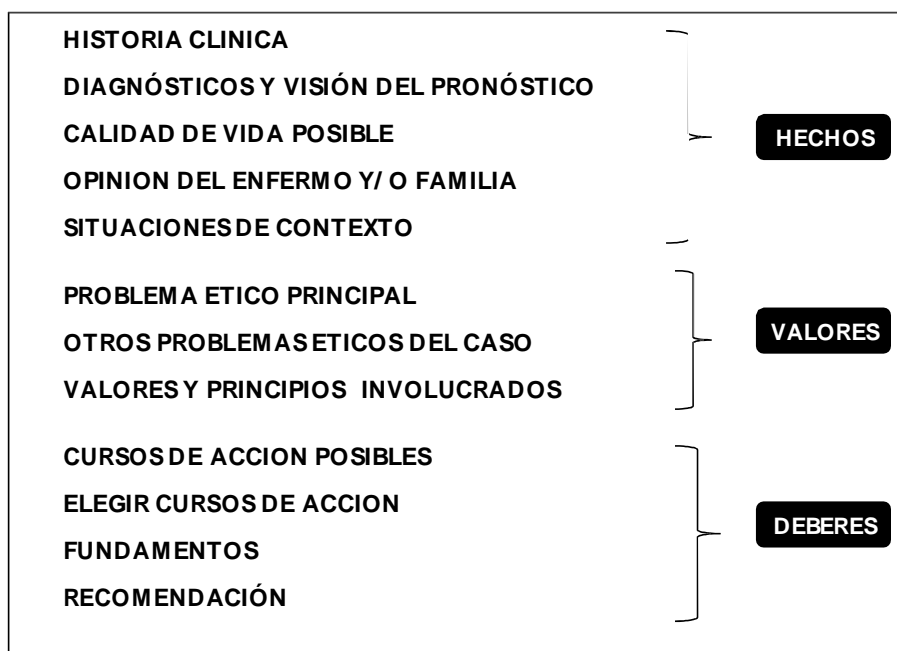 HISTORIA CLINICA
DIAGNÓSTICOS Y VISIÓN DEL PRONÓSTICO
CALIDAD DE VIDA POSIBLE
HECHOS
OPINION DEL ENFERMO Y/ O FAMILIA
SITUACIONES DE CONTEXTO
PROBLEMA ETICO PRINCIPAL
OTROS PROBLEMAS ETICOS DEL CASO
VALORES
VALORES Y PRINCIPIOS INVOLUCRADOS
CURSOS DE ACCION POSIBLES
ELEGIR CURSOS DE ACCION
DEBERES
FUNDAMENTOS
RECOMENDACIÓN